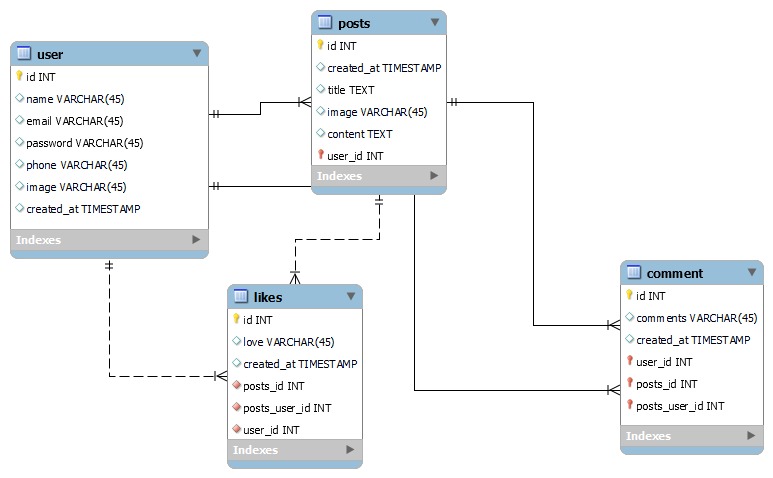 user
id INT
name VARCHAR(45)
email VARCHAR(45)
password VARCHAR(45)
phone VARCHAR(45)
image VARCHAR(45)
created_at TIMESTAMP
Indexes
posts
id INT
created_at TIMESTAMP
title TEXT
image VARCHAR(45)
content TEXT
user_id INT
Indexes
likes
id INT
love VARCHAR(45)
created_at TIMESTAMP
posts_id INT
posts_user_id INT
user_id INT
Indexes
comment
id INT
comments VARCHAR(45)
created_at TIMESTAMP
user_id INT
posts_id INT
posts_user_id INT
Indexes